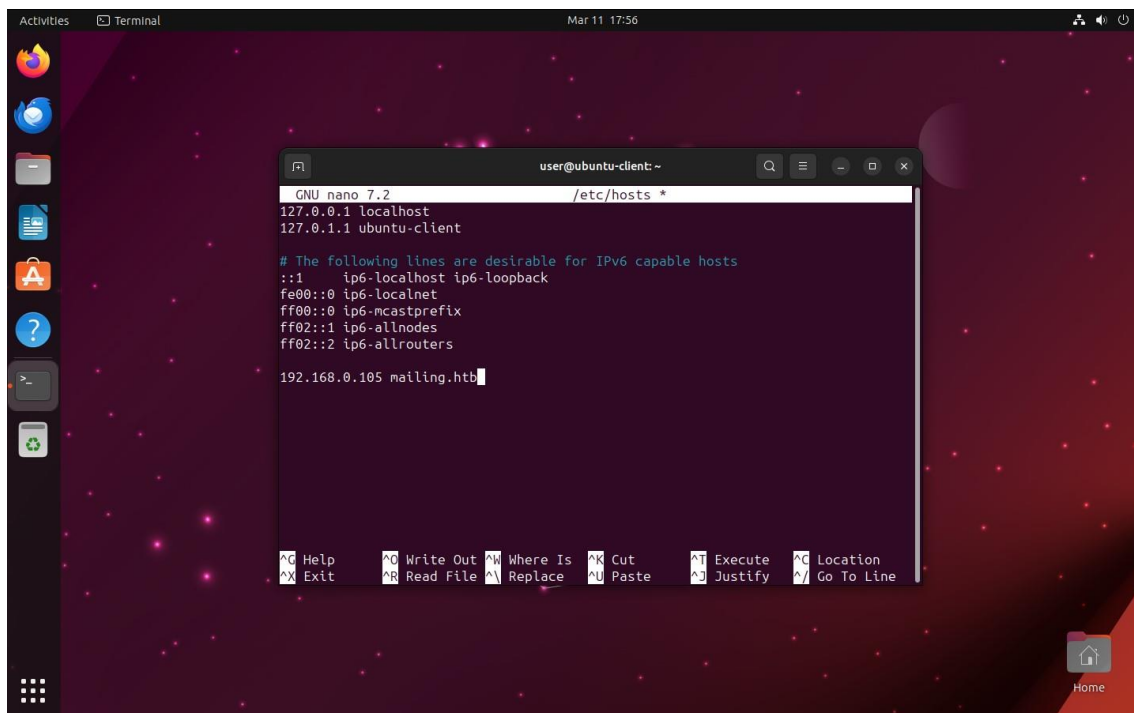 Activities Terminal Mar 11 17:56
user@ubuntu-client: ~
GNU nano 7.2 /etc/hosts *
127.0.0.1 localhost
127.0.1.1 ubuntu-client
# The following lines are desirable for IPv6 capable hosts
::1 ip6-localhost ip6-loopback
fe00::0 ip6-localnet
ff00::0 ip6-mcastprefix
ff02::1 ip6-allnodes
ff02::2 ip6-allrouters
192.168.0.105 mailing.htb
^G Help ^O Write Out ^W Where Is ^K Cut ^T Execute ^C Location
^X Exit ^R Read File ^\ Replace ^U Paste ^J Justify ^/ Go To Line
Home